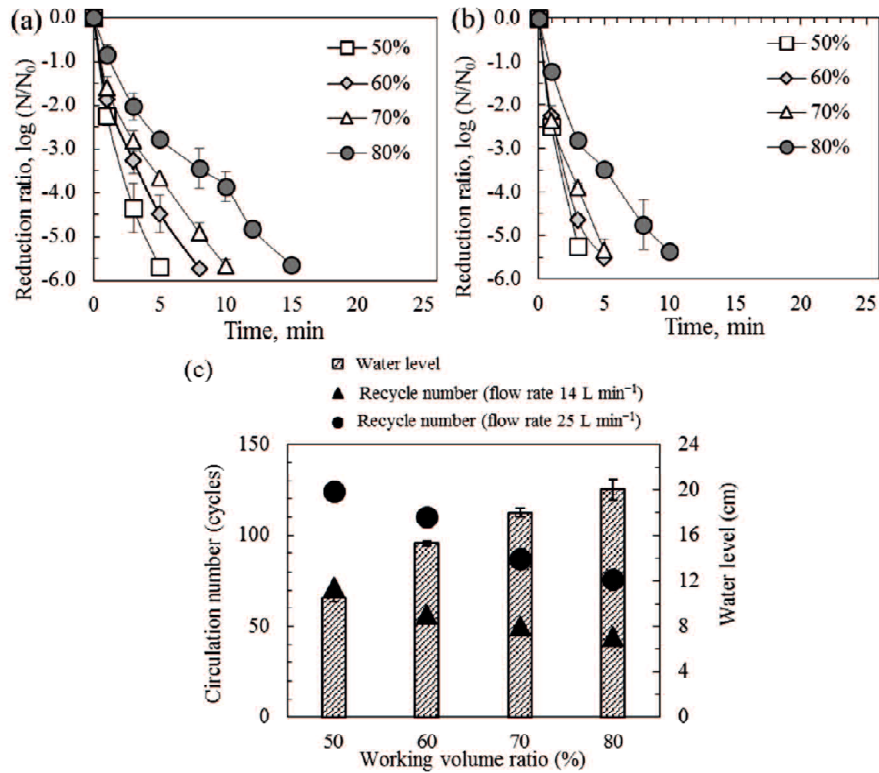 (a)
0.0
-1.0
-2.0
-3.0
-4.0
-5.0
-6.0
Reduction ratio, log (N/N₀)
50%
60%
70%
80%
0 5 10 15 20 25
Time, min
(b)
0.0
-1.0
-2.0
-3.0
-4.0
-5.0
-6.0
Reduction ratio, log (N/N₀)
50%
60%
70%
80%
0 5 10 15 20 25
Time, min
(c)
Water level
Recycle number (flow rate 14 L min⁻¹)
Recycle number (flow rate 25 L min⁻¹)
150
100
50
0
Circulation number (cycles)
24
20
16
12
8
4
0
Water level (cm)
50 60 70 80
Working volume ratio (%)